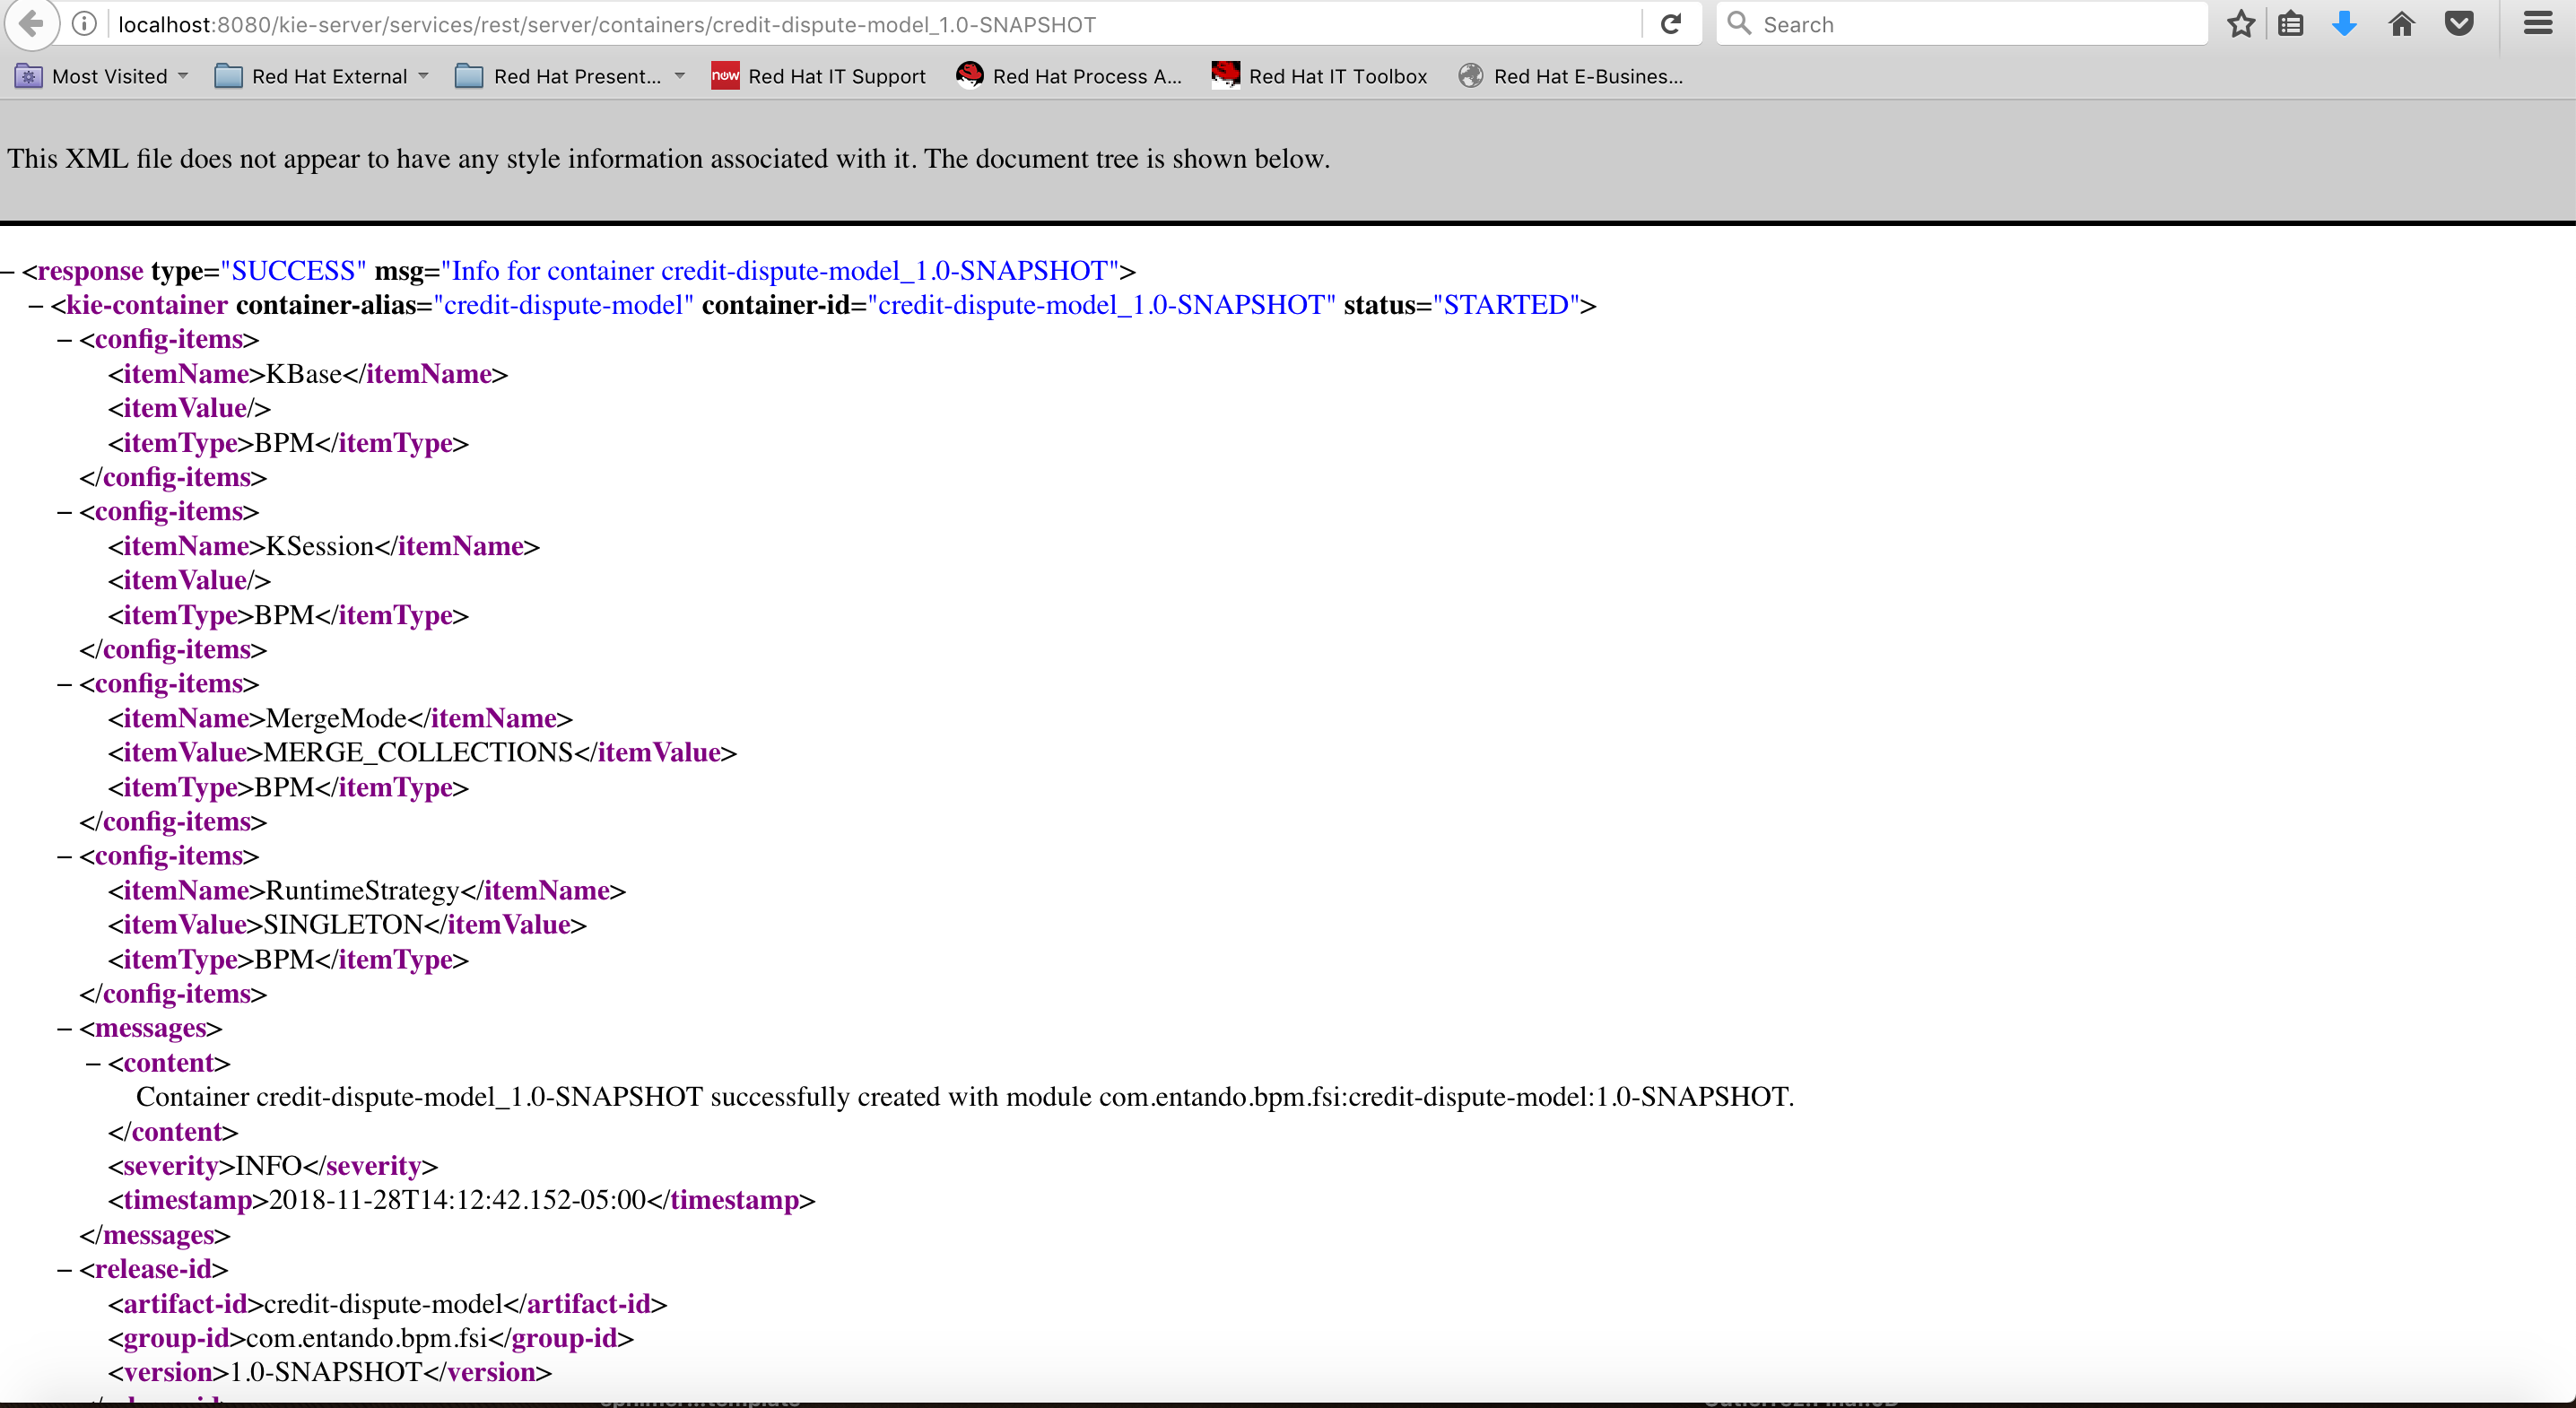 localhost:8080/kie-server/services/rest/server/containers/credit-dispute-model_1.0-SNAPSHOT
Search
Most Visited Red Hat External Red Hat Present... now Red Hat IT Support Red Hat Process A... Red Hat IT Toolbox Red Hat E-Busines...
This XML file does not appear to have any style information associated with it. The document tree is shown below.
– <response type="SUCCESS" msg="Info for container credit-dispute-model_1.0-SNAPSHOT">
– <kie-container container-alias="credit-dispute-model" container-id="credit-dispute-model_1.0-SNAPSHOT" status="STARTED">
– <config-items>
<itemName>KBase</itemName>
<itemValue/>
<itemType>BPM</itemType>
</config-items>
– <config-items>
<itemName>KSession</itemName>
<itemValue/>
<itemType>BPM</itemType>
</config-items>
– <config-items>
<itemName>MergeMode</itemName>
<itemValue>MERGE_COLLECTIONS</itemValue>
<itemType>BPM</itemType>
</config-items>
– <config-items>
<itemName>RuntimeStrategy</itemName>
<itemValue>SINGLETON</itemValue>
<itemType>BPM</itemType>
</config-items>
– <messages>
– <content>
Container credit-dispute-model_1.0-SNAPSHOT successfully created with module com.entando.bpm.fsi:credit-dispute-model:1.0-SNAPSHOT.
</content>
<severity>INFO</severity>
<timestamp>2018-11-28T14:12:42.152-05:00</timestamp>
</messages>
– <release-id>
<artifact-id>credit-dispute-model</artifact-id>
<group-id>com.entando.bpm.fsi</group-id>
<version>1.0-SNAPSHOT</version>